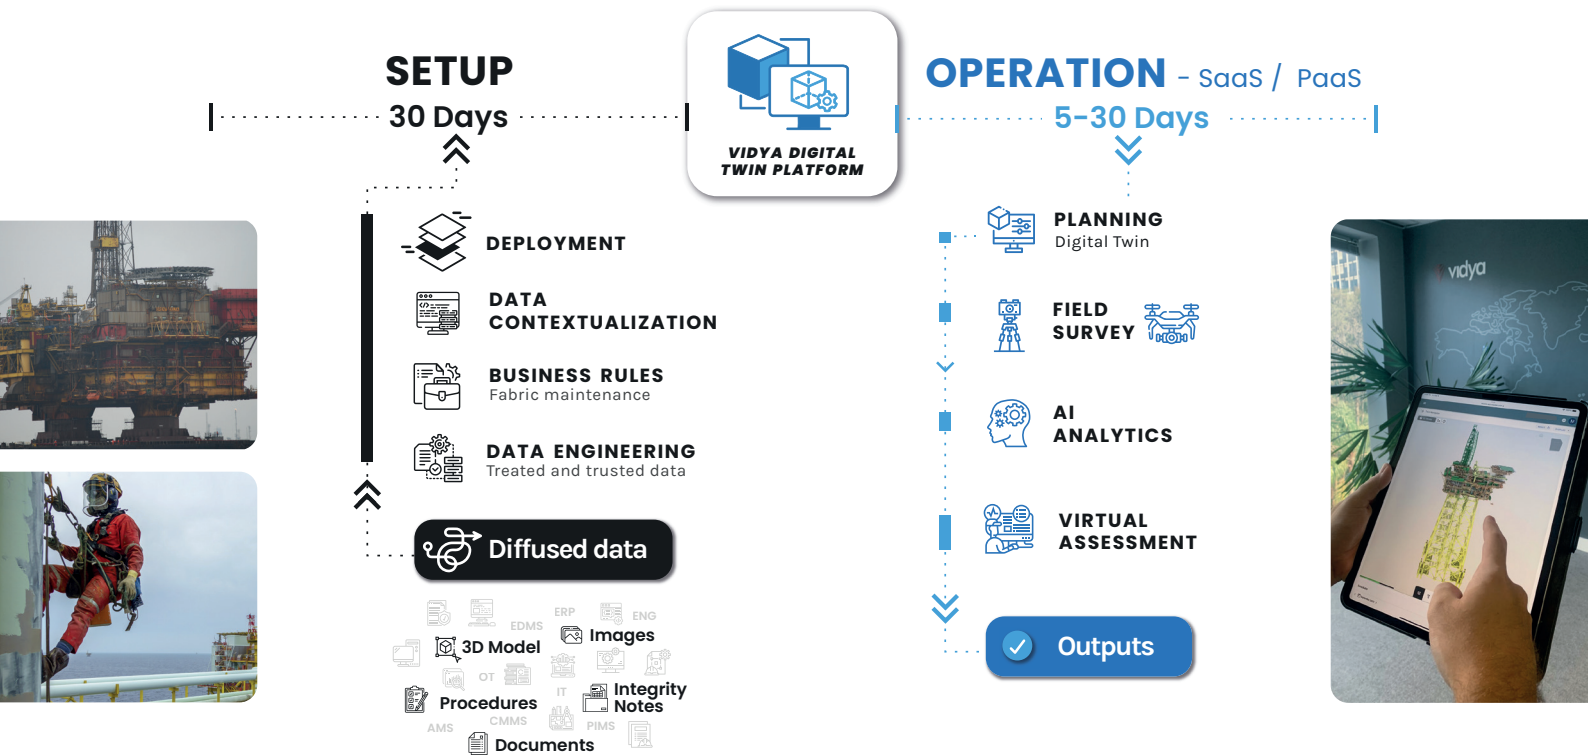 SETUP
30 Days
VIDYA DIGITAL
TWIN PLATFORM
OPERATION - SaaS / PaaS
5-30 Days
DEPLOYMENT
DATA
CONTEXTUALIZATION
BUSINESS RULES
Fabric maintenance
DATA ENGINEERING
Treated and trusted data
Diffused data
ERP
ENG
EDMS
Images
3D Model
OT
IT
Integrity
Notes
Procedures
CMMS
AMS
PIMS
Documents
PLANNING
Digital Twin
FIELD
SURVEY
AI
ANALYTICS
VIRTUAL
ASSESSMENT
Outputs
vidya